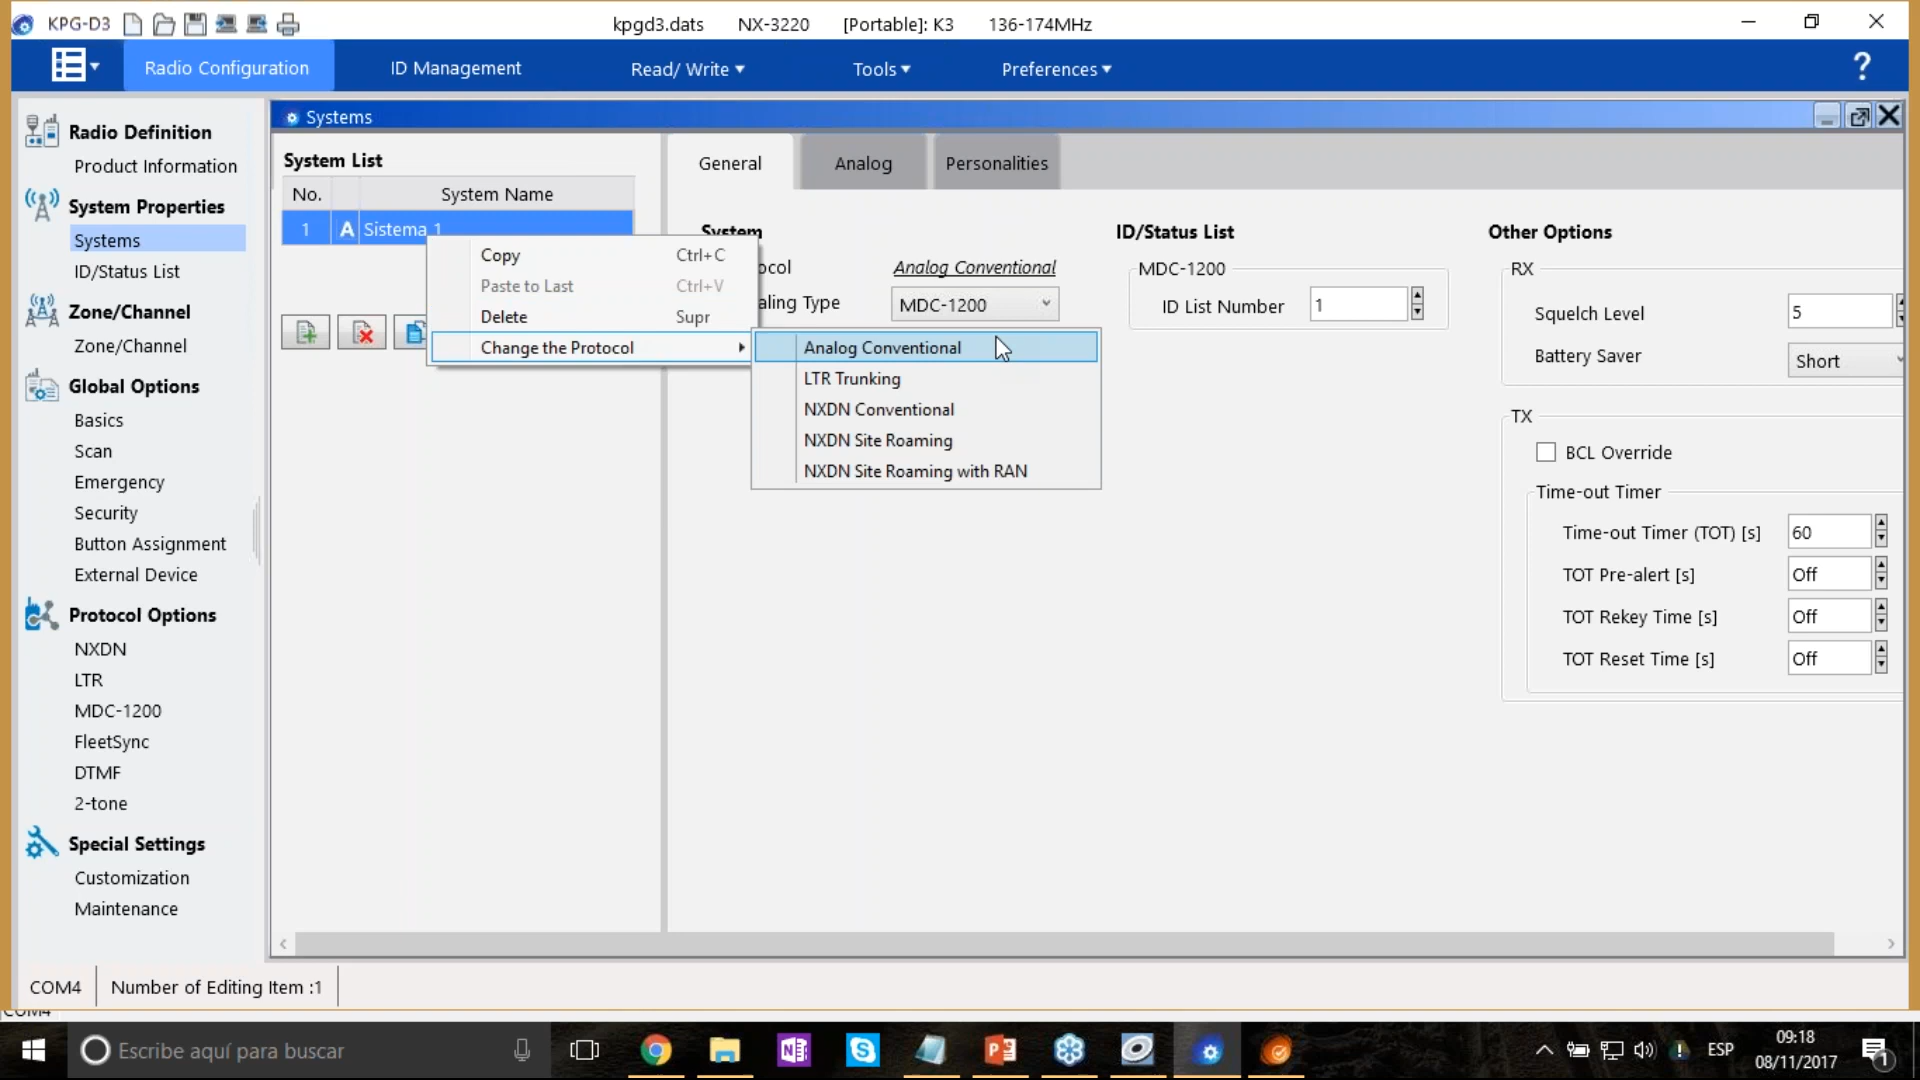 KPG-D3
kpgd3.dats NX-3220 [Portable]: K3 136-174MHz
Radio Configuration ID Management Read/ Write Tools Preferences ?
Radio Definition
Product Information
System Properties
Systems
ID/Status List
Zone/Channel
Zone/Channel
Global Options
Basics
Scan
Emergency
Security
Button Assignment
External Device
Protocol Options
NXDN
LTR
MDC-1200
FleetSync
DTMF
2-tone
Special Settings
Customization
Maintenance
Systems
System List
No. System Name
1 A Sistema 1
Copy Ctrl+C
Paste to Last Ctrl+V
Delete Supr
Change the Protocol
Analog Conventional
LTR Trunking
NXDN Conventional
NXDN Site Roaming
NXDN Site Roaming with RAN
General Analog Personalities
System
ocol Analog Conventional
aling Type MDC-1200
ID/Status List
MDC-1200
ID List Number 1
Other Options
RX
Squelch Level 5
Battery Saver Short
TX
BCL Override
Time-out Timer
Time-out Timer (TOT) [s] 60
TOT Pre-alert [s] Off
TOT Rekey Time [s] Off
TOT Reset Time [s] Off
COM4 Number of Editing Item :1
COM4
Escribe aquí para buscar
ESP
09:18
08/11/2017
1